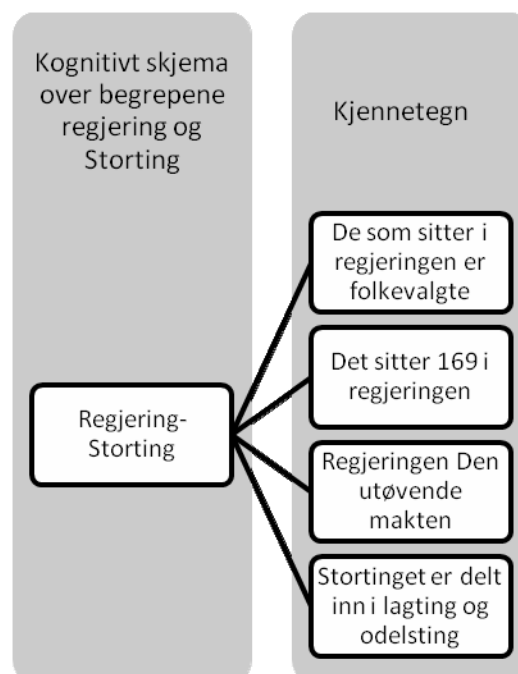 Kognitivt skjema
over begrepene
regjering og
Storting
Kjennetegn
Regjering-
Storting
De som sitter i
regjeringen er
folkevalgte
Det sitter 169 i
regjeringen
Regjeringen Den
utøvende
makten
Stortinget er delt
inn i lagting og
odelsting